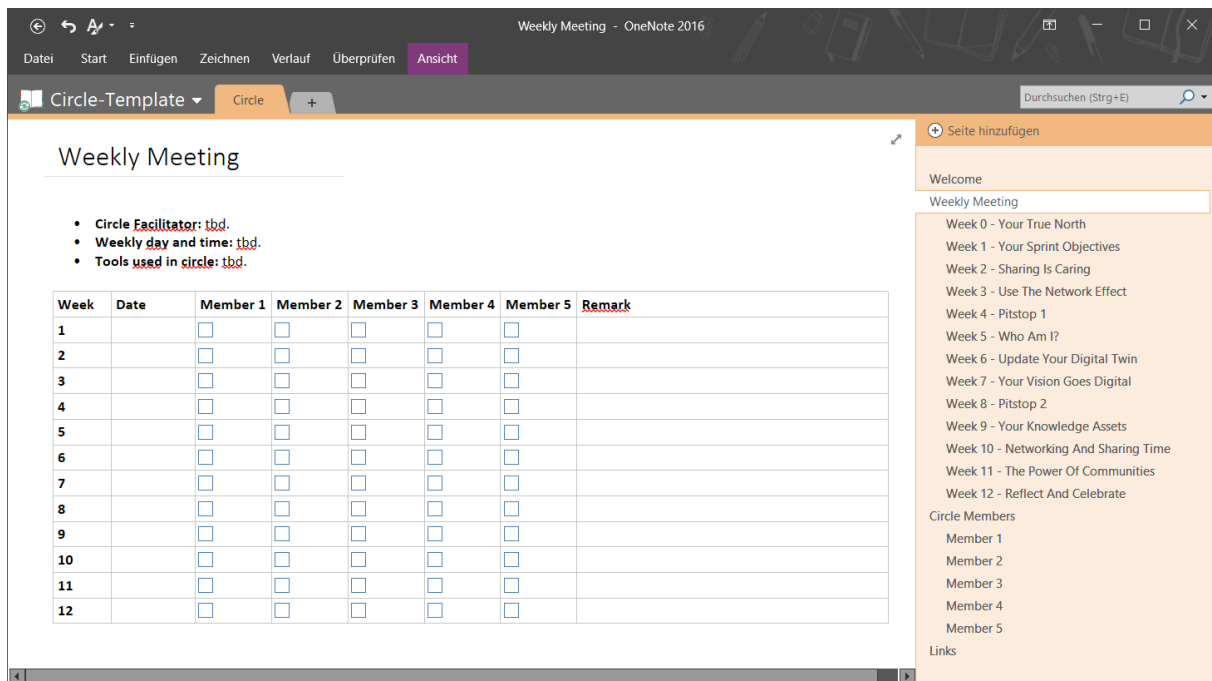 Weekly Meeting - OneNote 2016
Datei Start Einfügen Zeichnen Verlauf Überprüfen Ansicht
Circle-Template Circle + Durchsuchen (Strg+E)
Seite hinzufügen
Weekly Meeting
• Circle Facilitator: tbd.
• Weekly day and time: tbd.
• Tools used in circle: tbd.
Week Date Member 1 Member 2 Member 3 Member 4 Member 5 Remark
1
2
3
4
5
6
7
8
9
10
11
12
Welcome
Weekly Meeting
Week 0 - Your True North
Week 1 - Your Sprint Objectives
Week 2 - Sharing Is Caring
Week 3 - Use The Network Effect
Week 4 - Pitstop 1
Week 5 - Who Am I?
Week 6 - Update Your Digital Twin
Week 7 - Your Vision Goes Digital
Week 8 - Pitstop 2
Week 9 - Your Knowledge Assets
Week 10 - Networking And Sharing Time
Week 11 - The Power Of Communities
Week 12 - Reflect And Celebrate
Circle Members
Member 1
Member 2
Member 3
Member 4
Member 5
Links